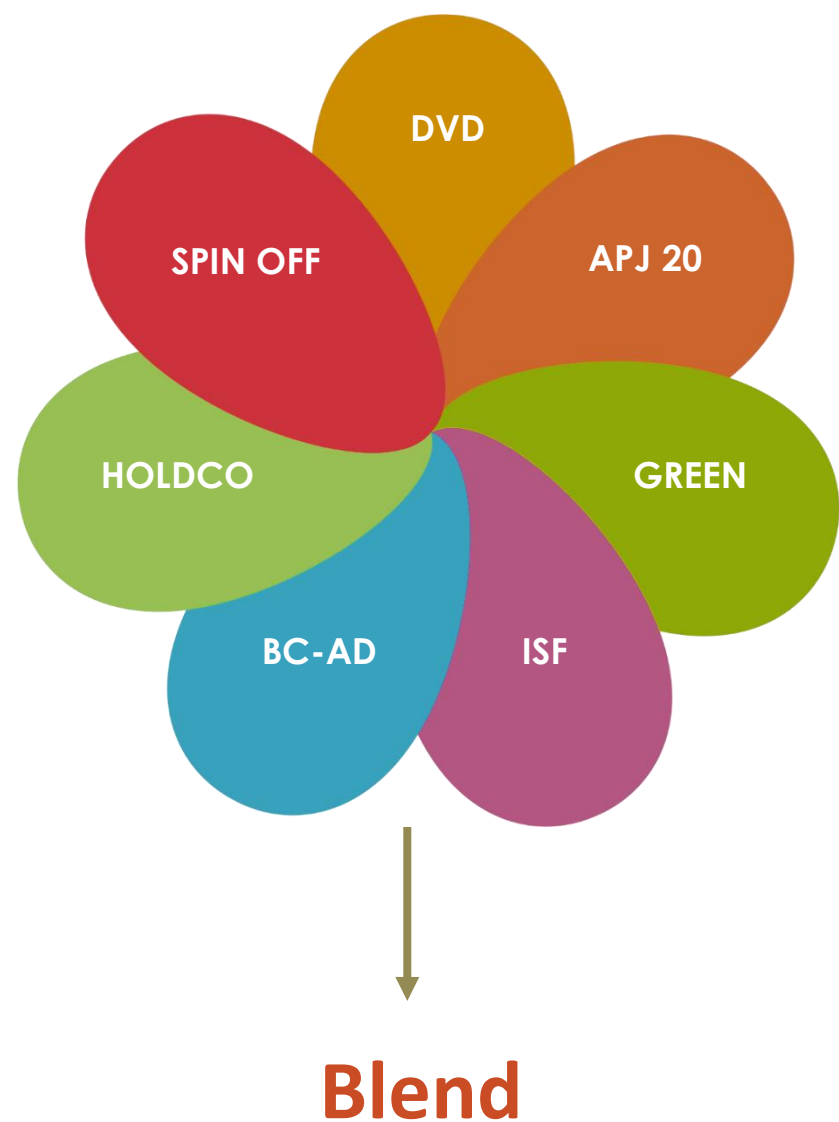 DVD
APJ 20
SPIN OFF
HOLDCO
GREEN
BC-AD
ISF
Blend